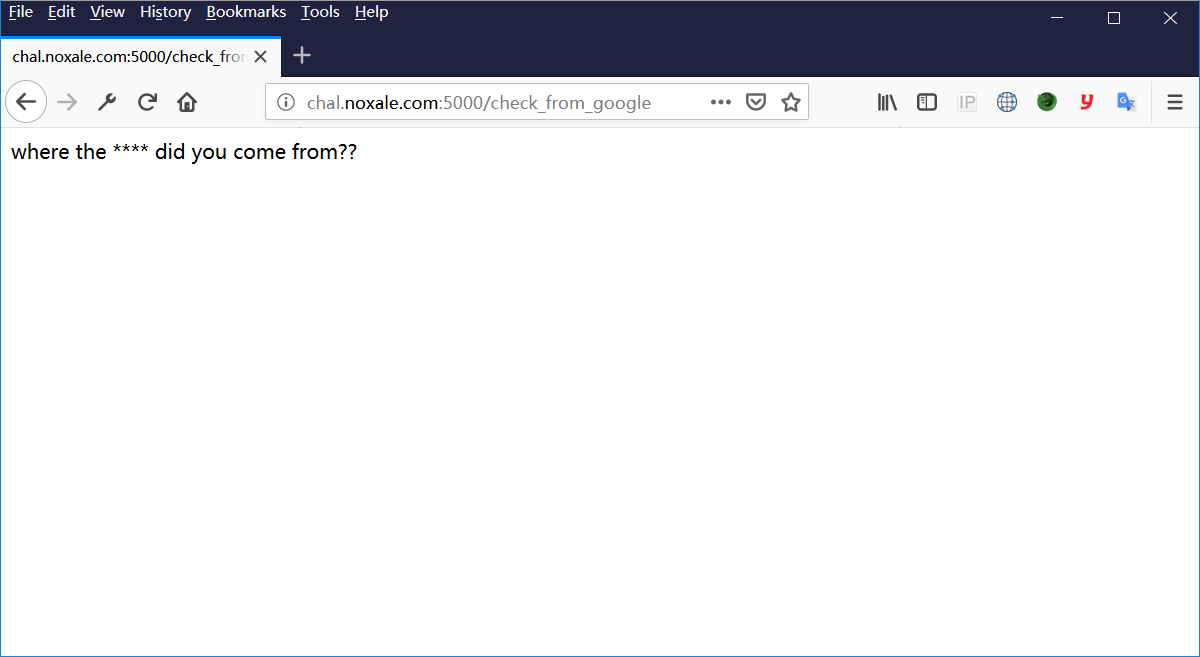 File Edit View History Bookmarks Tools Help
chal.noxale.com:5000/check_fro
chal.noxale.com:5000/check_from_google
IP
y
G
where the **** did you come from??